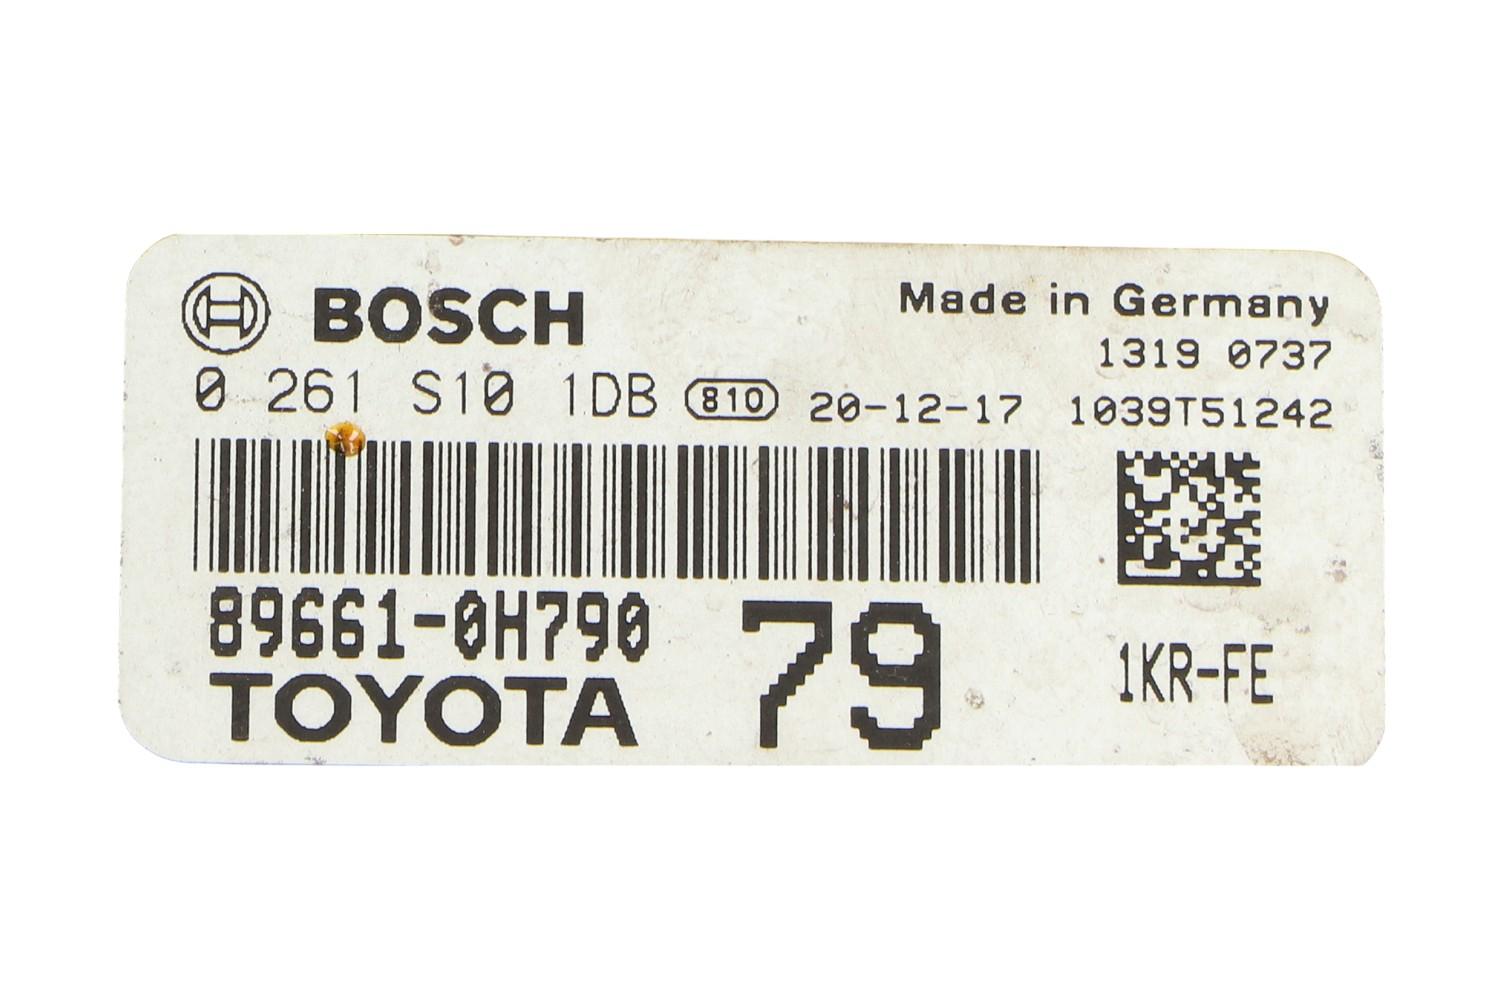 BOSCH
Made in Germany
1319 0737
0 261 S10 1DB 810 20-12-17 1039T51242
89661-0H790
79
TOYOTA
1KR-FE